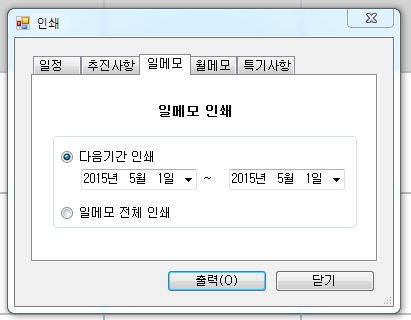 인쇄
일정 추진사항 일메모 월메모 특기사항
일메모 인쇄
다음기간 인쇄
2015년 5월 1일 ~ 2015년 5월 1일
일메모 전체 인쇄
출력(O) 닫기